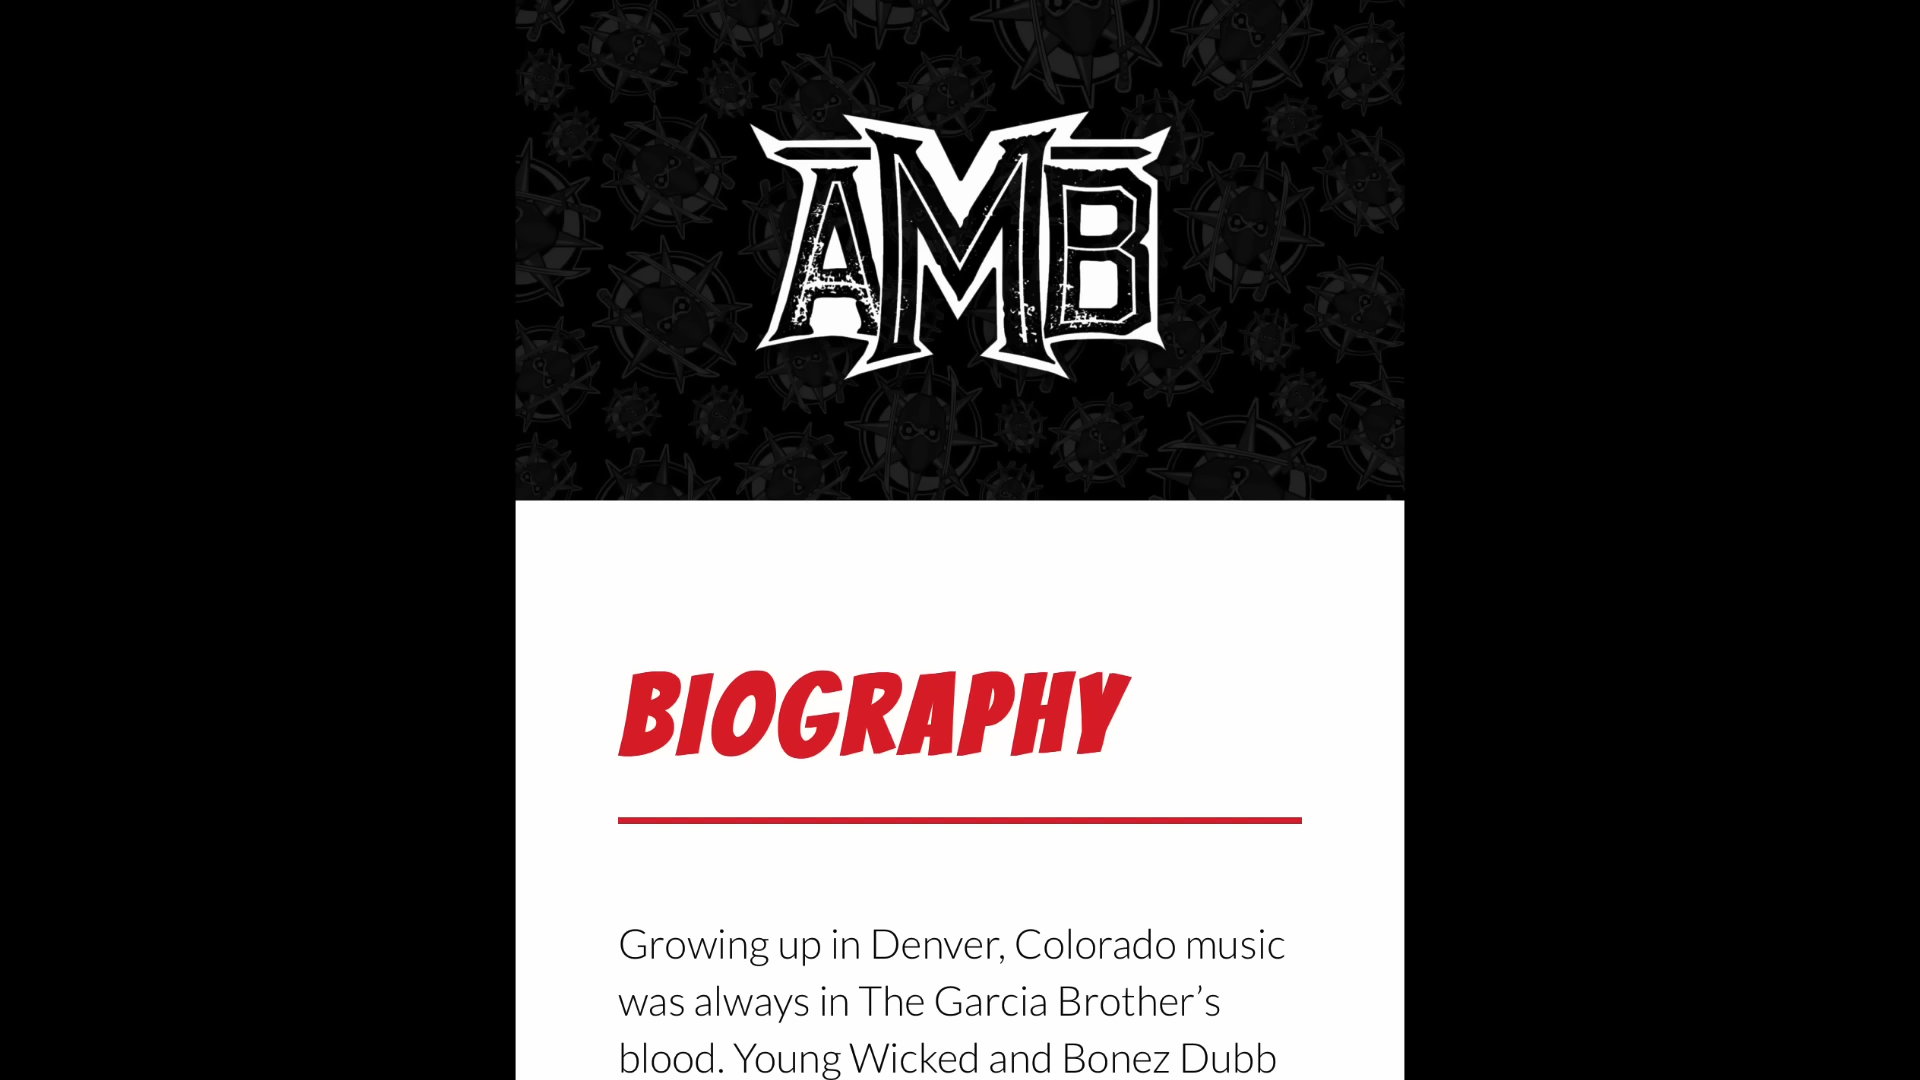 AMB
BIOGRAPHY
Growing up in Denver, Colorado music
was always in The Garcia Brother’s
blood. Young Wicked and Bonez Dubb